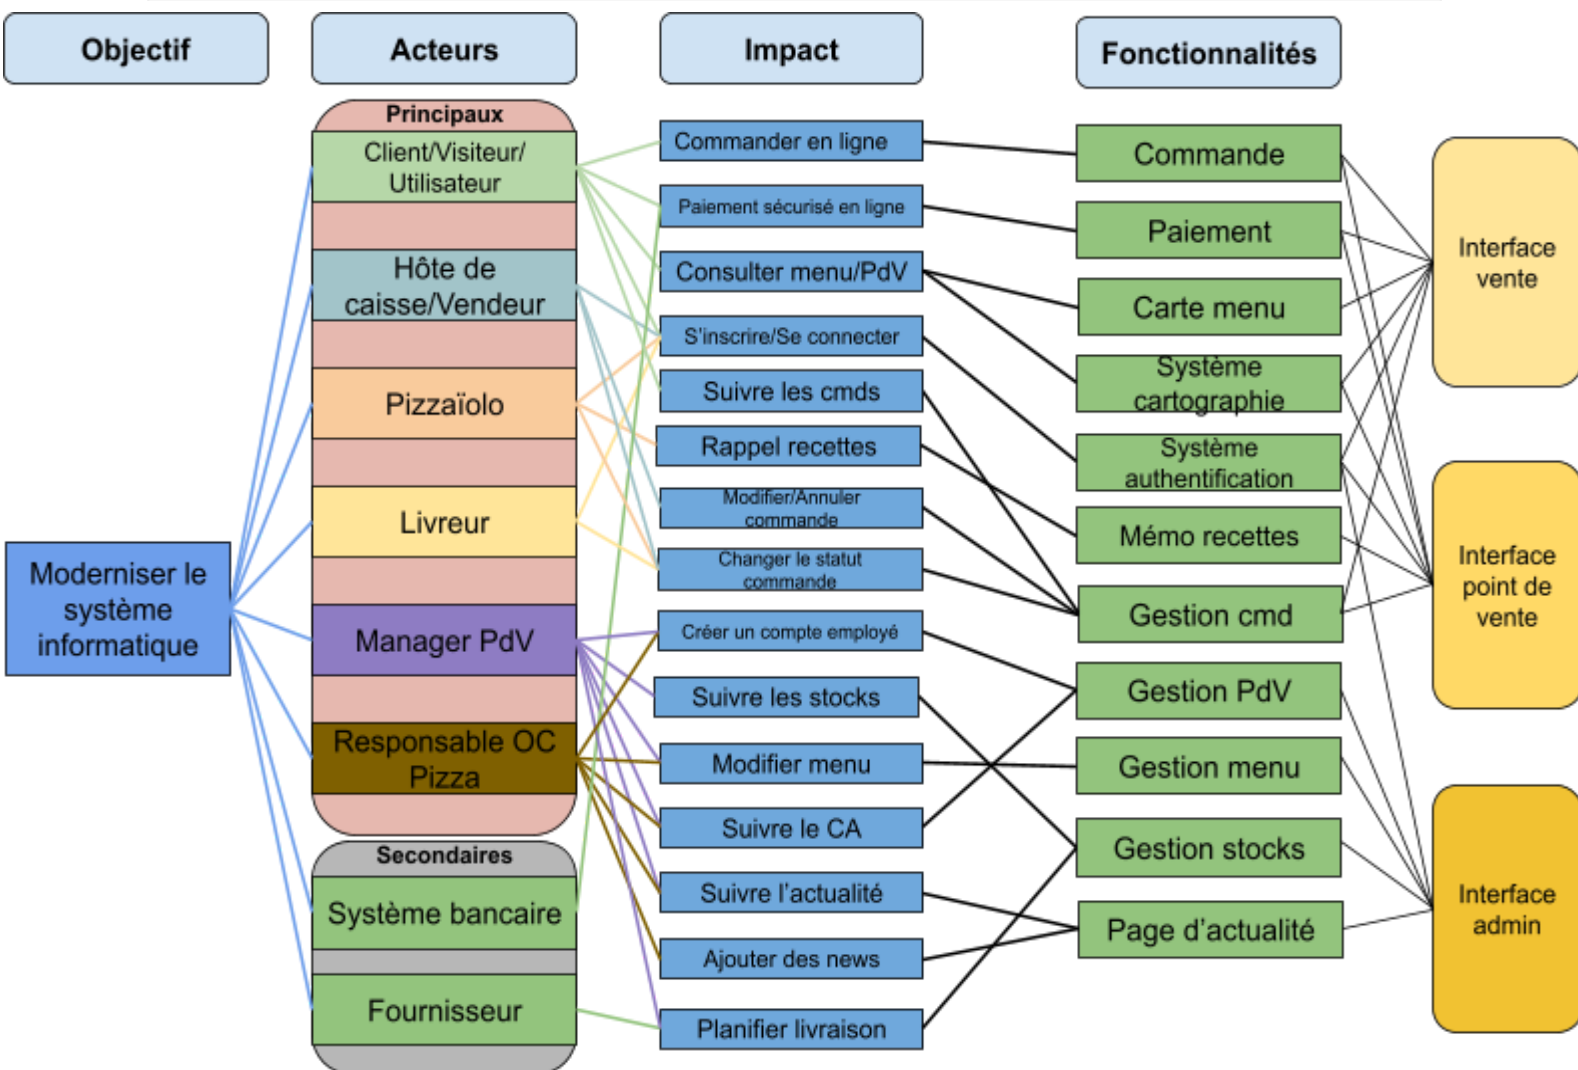 Objectif
Acteurs
Impact
Fonctionnalités
Principaux
Client/Visiteur/
Utilisateur
Hôte de
caisse/Vendeur
Pizzaïolo
Livreur
Manager PdV
Responsable OC
Pizza
Secondaires
Système bancaire
Fournisseur
Moderniser le
système
informatique
Commander en ligne
Paiement sécurisé en ligne
Consulter menu/PdV
S'inscrire/Se connecter
Suivre les cmds
Rappel recettes
Modifier/Annuler
commande
Changer le statut
commande
Créer un compte employé
Suivre les stocks
Modifier menu
Suivre le CA
Suivre l'actualité
Ajouter des news
Planifier livraison
Commande
Paiement
Carte menu
Système
cartographie
Système
authentification
Mémo recettes
Gestion cmd
Gestion PdV
Gestion menu
Gestion stocks
Page d'actualité
Interface
vente
Interface
point de
vente
Interface
admin